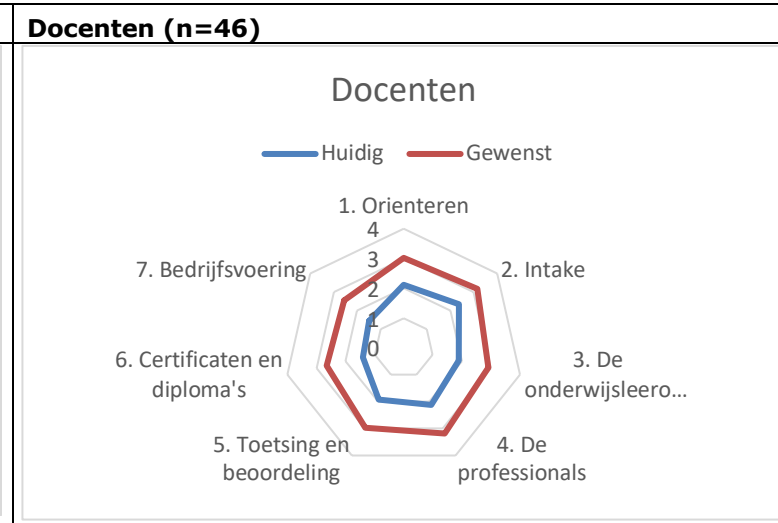 Docenten (n=46)
Docenten
Huidig Gewenst
1. Orienteren
4
3
2
1
0
2. Intake
3. De
onderwijsleero...
4. De
professionals
5. Toetsing en
beoordeling
6. Certificaten en
diploma's
7. Bedrijfsvoering